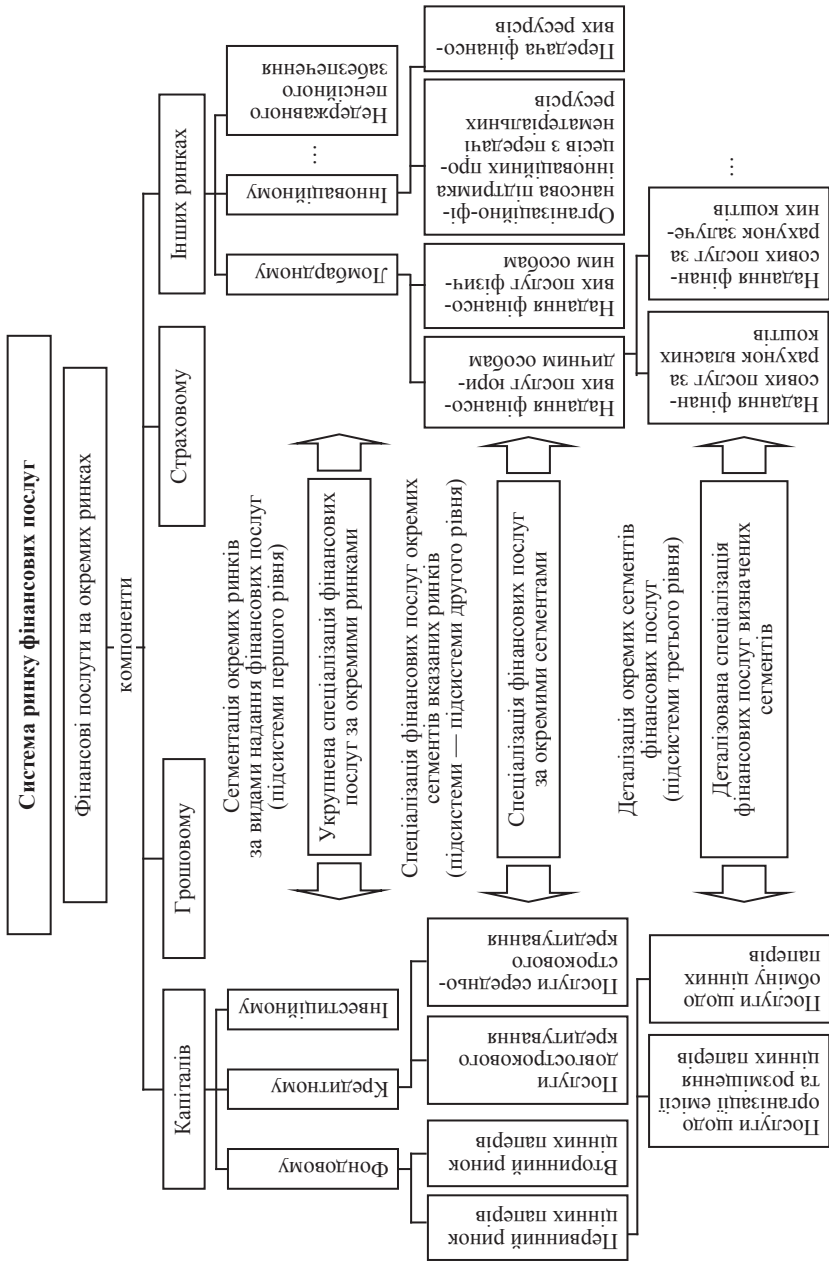 Система ринку фінансових послуг
Фінансові послуги на окремих ринках
компоненти
Капіталів
Грошовому
Страховому
Інших ринках
Сегментація окремих ринків
за видами надання фінансових послуг
(підсистеми першого рівня)
Фондовому
Кредитному
Інвестиційному
Укрупнена спеціалізація фінансових
послуг за окремими ринками
Ломбардному
Інноваційному
...
Недержавного
пенсійного
забезпечення
Спеціалізація фінансових послуг окремих
сегментів вказаних ринків
(підсистеми — підсистеми другого рівня)
Первинний ринок
цінних паперів
Вторинний ринок
цінних паперів
Послуги
довгострокового
кредитування
Послуги середньо-
строкового
кредитування
Спеціалізація фінансових послуг
за окремими сегментами
Надання фінансо-
вих послуг юри-
дичним особам
Надання фінансо-
вих послуг фізич-
ним особам
Організаційно-фі-
нансова підтримка
інноваційних про-
цесів з передачі
нематеріальних
ресурсів
Передача фінансо-
вих ресурсів
Деталізація окремих сегментів
фінансових послуг
(підсистеми третього рівня)
Послуги щодо
організації емісії
та розміщення
цінних паперів
Послуги щодо
обміну цінних
паперів
Деталізована спеціалізація
фінансових послуг визначених
сегментів
Надання фінан-
сових послуг за
рахунок власних
коштів
Надання фінан-
сових послуг за
рахунок залуче-
них коштів
...